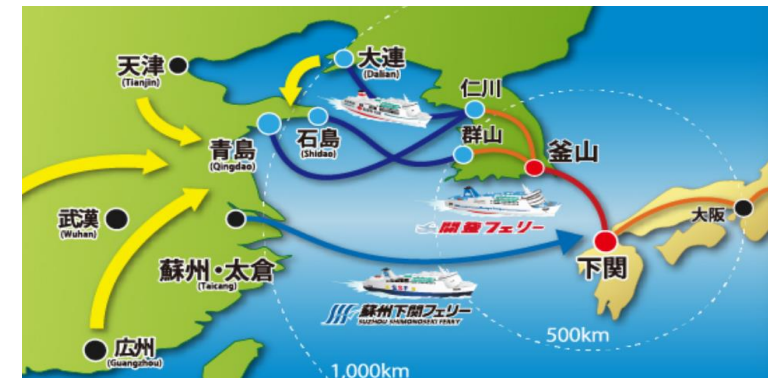 天津
(Tianjin)
大連
(Dalian)
仁川
青島
(Qingdao)
石島
(Shidao)
群山
釜山
武漢
(Wuhan)
関釜フェリー
大阪
蘇州・太倉
(Taicang)
下関
蘇州下関フェリー
SUZHOU SHIMONOSEKI FERRY
広州
(Guangzhou)
500km
1,000km